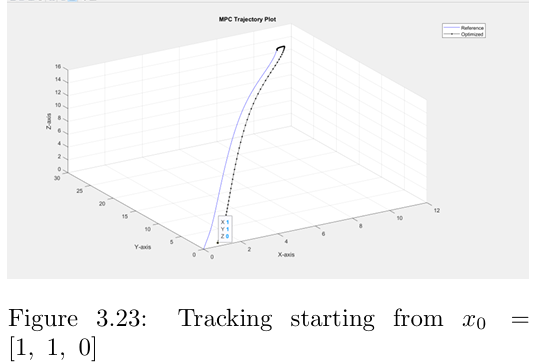 MPC Trajectory Plot
Reference
Optimized
16
14
12
10
8
6
4
2
0
Z-axis
30
25
20
15
10
5
0
Y-axis
0
2
4
6
8
10
12
X-axis
X 1
Y 1
Z 0
Figure 3.23: Tracking starting from x₀ =
[1, 1, 0]